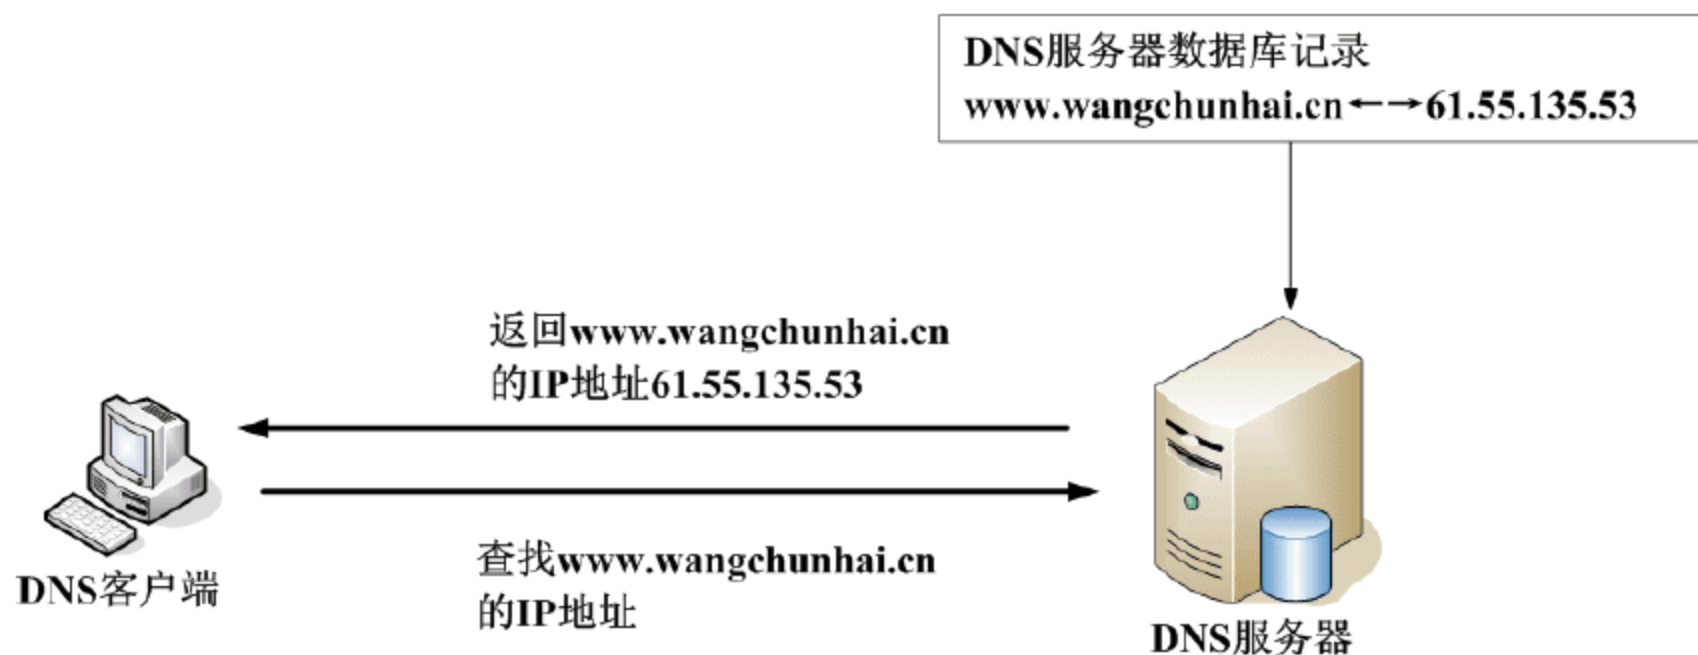 DNS服务器数据库记录
www.wangchunhai.cn←→61.55.135.53
返回www.wangchunhai.cn
的IP地址61.55.135.53
查找www.wangchunhai.cn
的IP地址
DNS客户端
DNS服务器